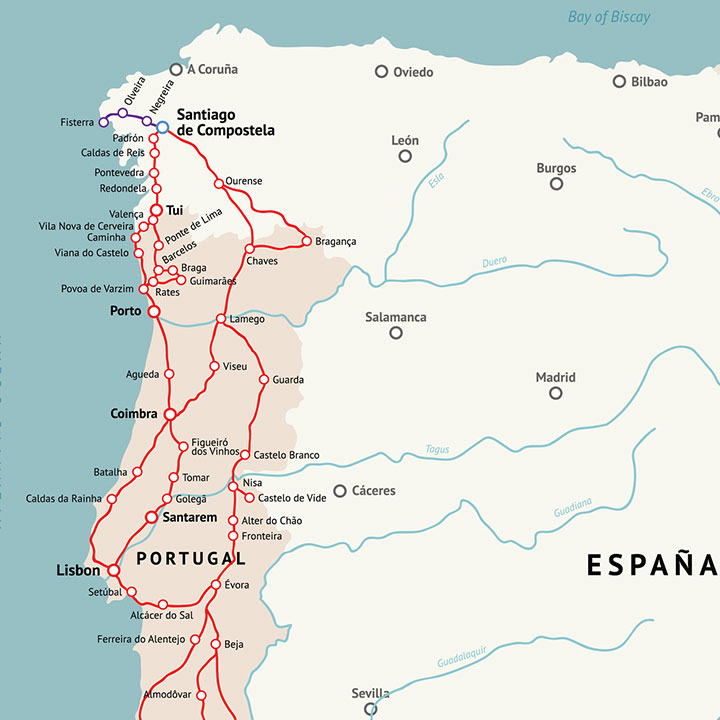 Bay of Biscay
A Coruña
Oviedo
Bilbao
Olveira
Negreira
Fisterra
Santiago
de Compostela
Pam
Padrón
León
Caldas de Reis
Burgos
Pontevedra
Esla
Ourense
Redondela
Ebro
Valença
Tui
Vila Nova de Cerveira
Ponte de Lima
Caminha
Bragança
Viana do Castelo
Barcelos
Chaves
Duero
Braga
Guimarães
Povoa de Varzim
Rates
Porto
Lamego
Salamanca
Viseu
Agueda
Guarda
Madrid
Coimbra
Figueiró
dos Vinhos
Tagus
Castelo Branco
Batalha
Tomar
Nisa
Cáceres
Caldas da Rainha
Golegã
Castelo de Vide
Guadiana
Santarem
Alter do Chão
Fronteira
PORTUGAL
ESPAÑA
Lisbon
Setúbal
Évora
Alcácer do Sal
Ferreira do Alentejo
Beja
Guadalaquir
Almodôvar
Sevilla